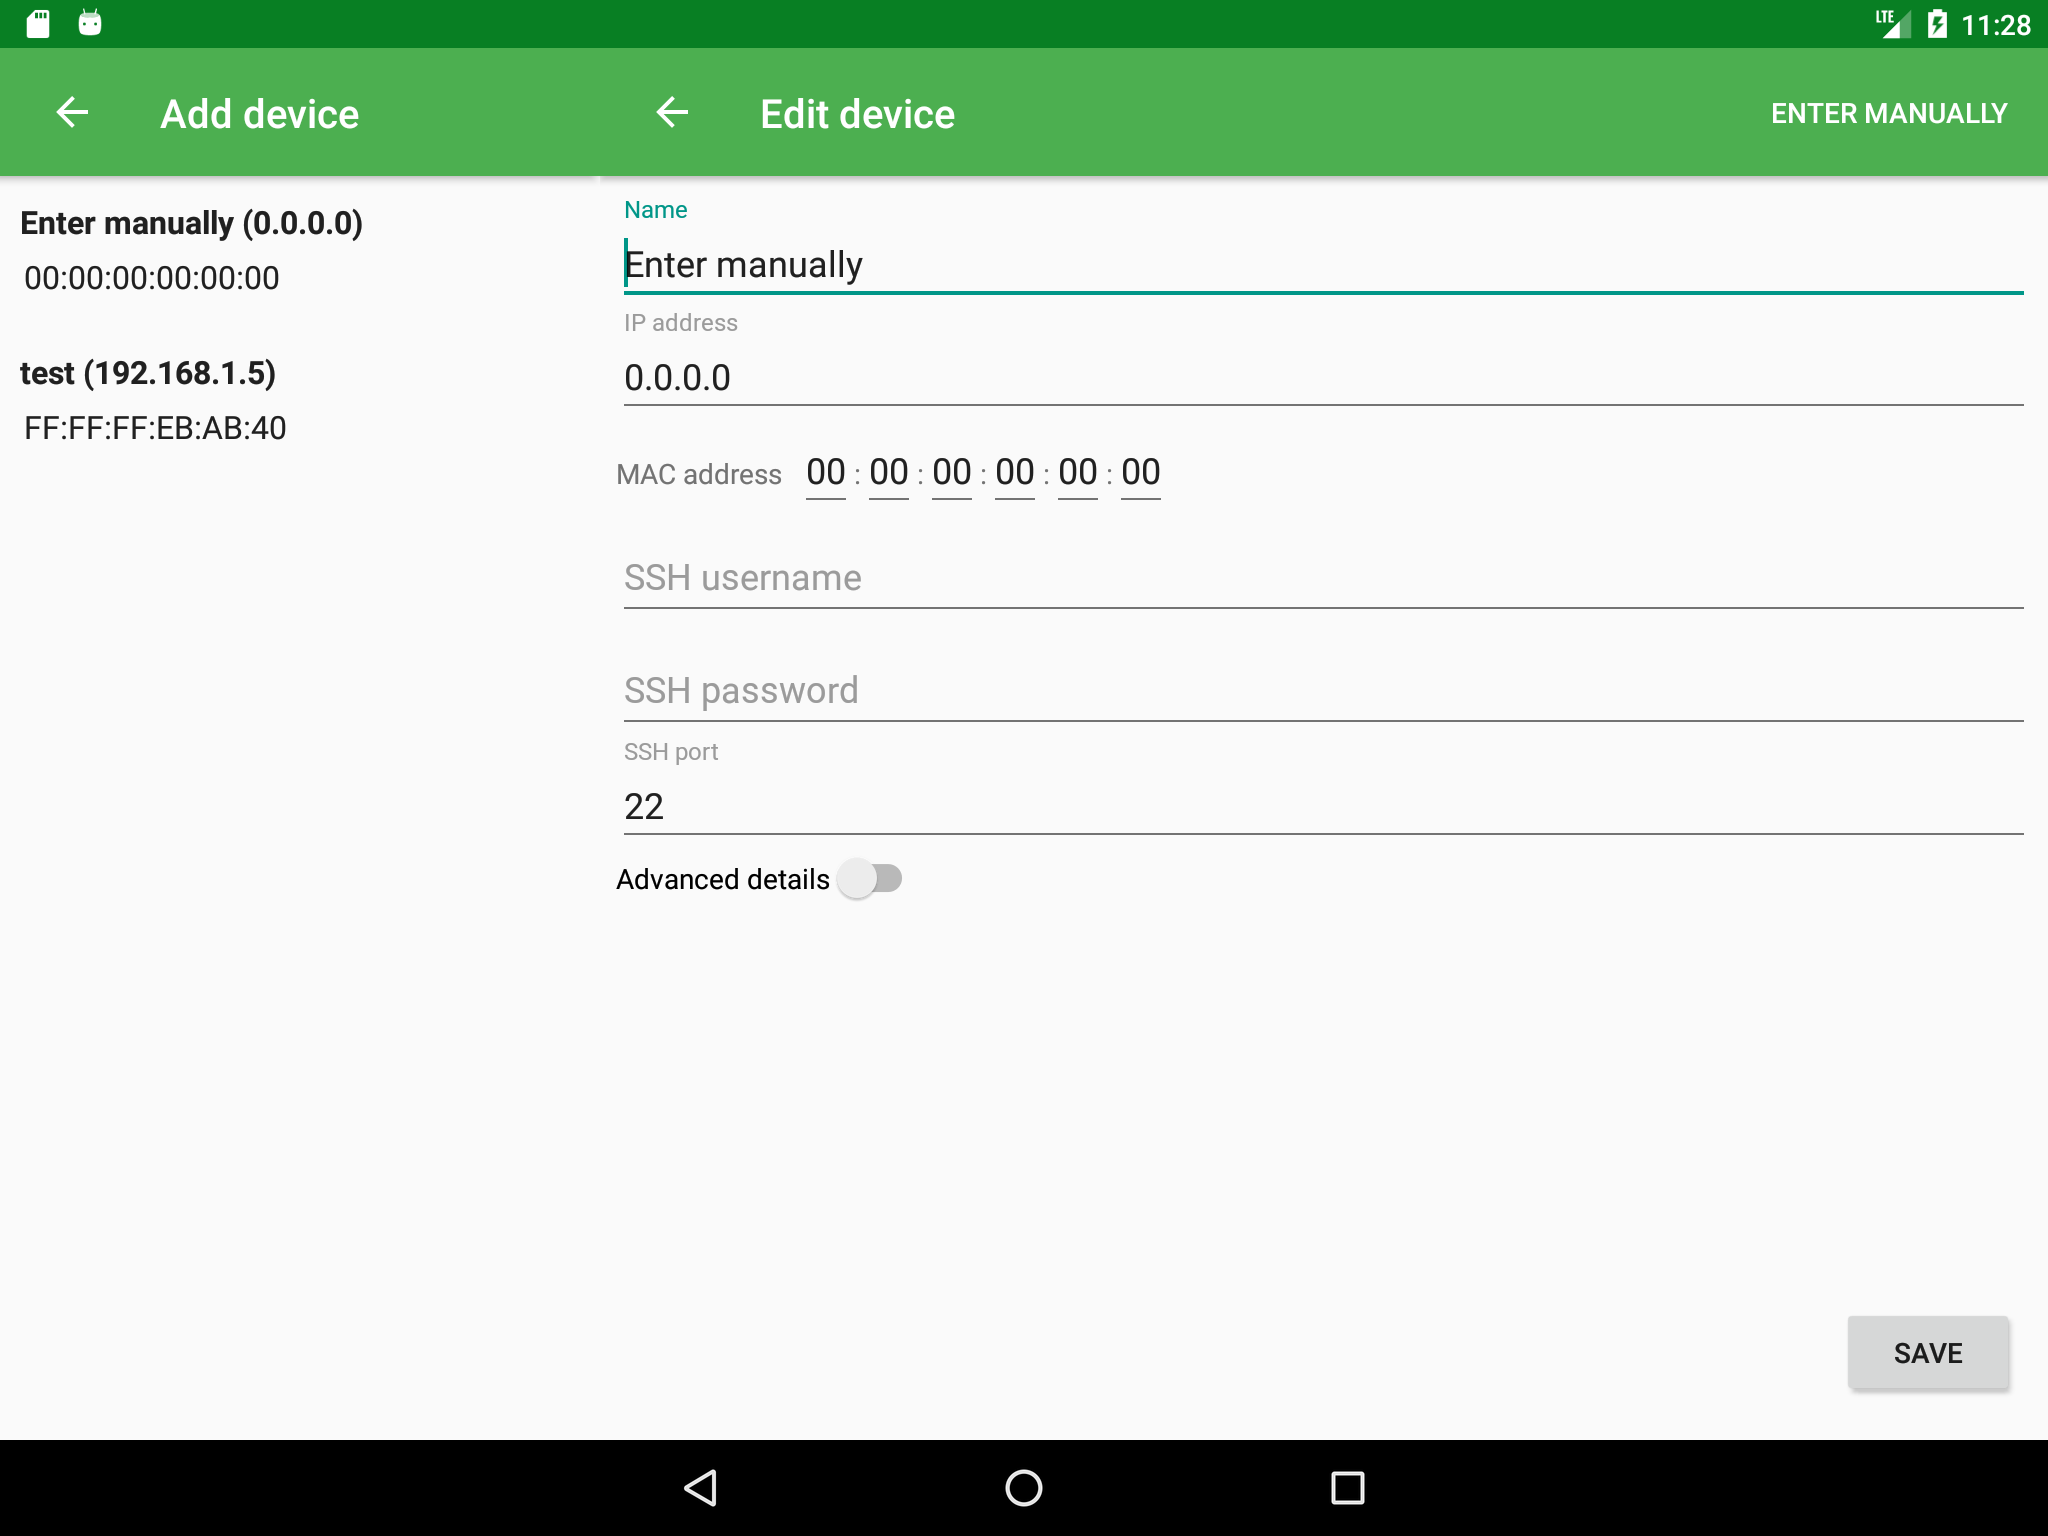 LTE 11:28
Add device
Edit device
ENTER MANUALLY
Enter manually (0.0.0.0)
00:00:00:00:00:00
test (192.168.1.5)
FF:FF:FF:EB:AB:40
Name
Enter manually
IP address
0.0.0.0
MAC address 00 : 00 : 00 : 00 : 00 : 00
SSH username
SSH password
SSH port
22
Advanced details
SAVE